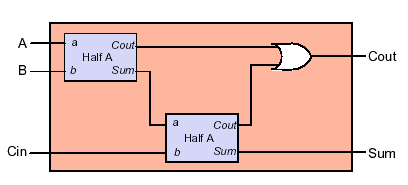 A a Cout Cout
Half A
B b Sum
a Cout
Half A
Cin b Sum Sum